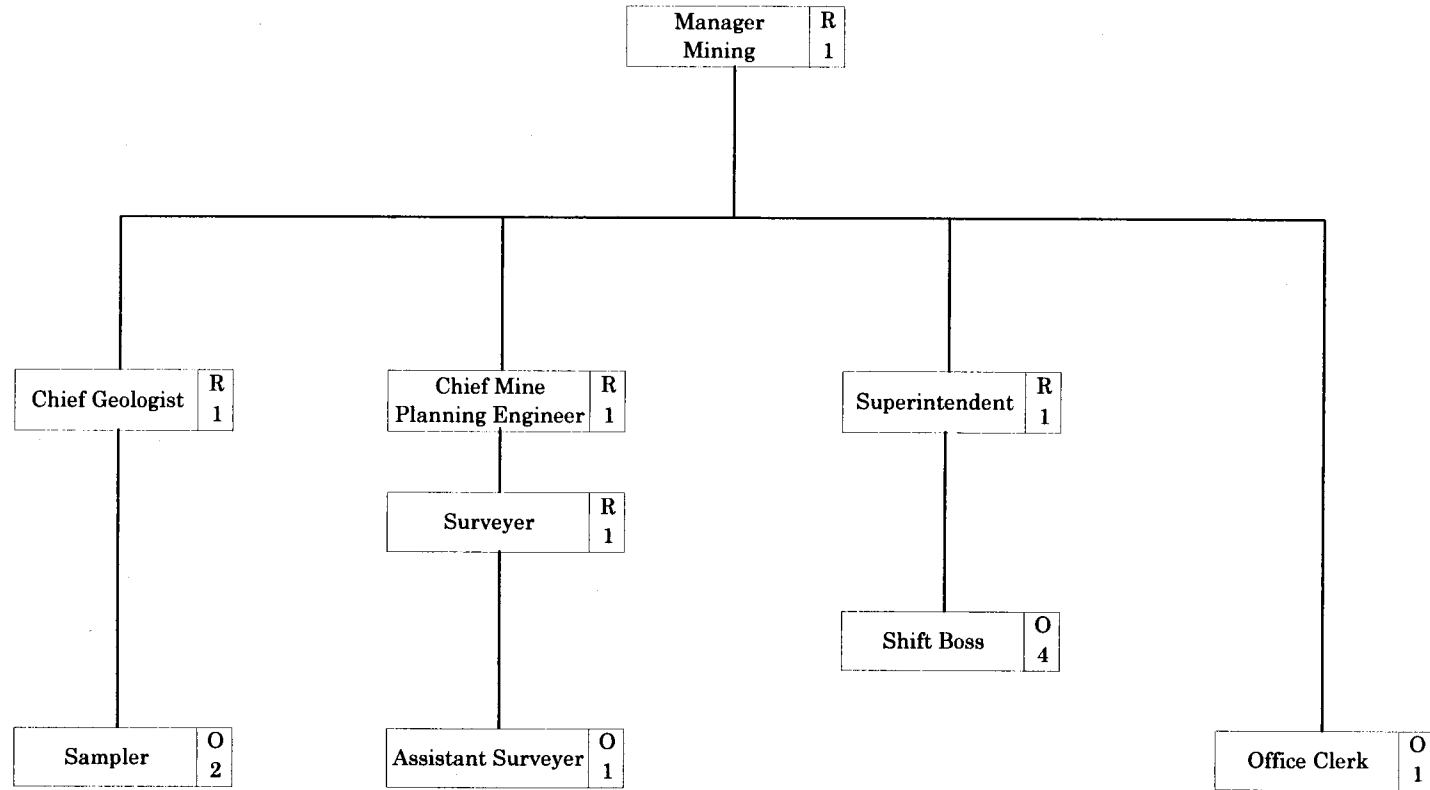 Manager
Mining
R
1
Chief Geologist
R
1
Chief Mine
Planning Engineer
R
1
Superintendent
R
1
Surveyer
R
1
Shift Boss
O
4
Sampler
O
2
Assistant Surveyer
O
1
Office Clerk
O
1